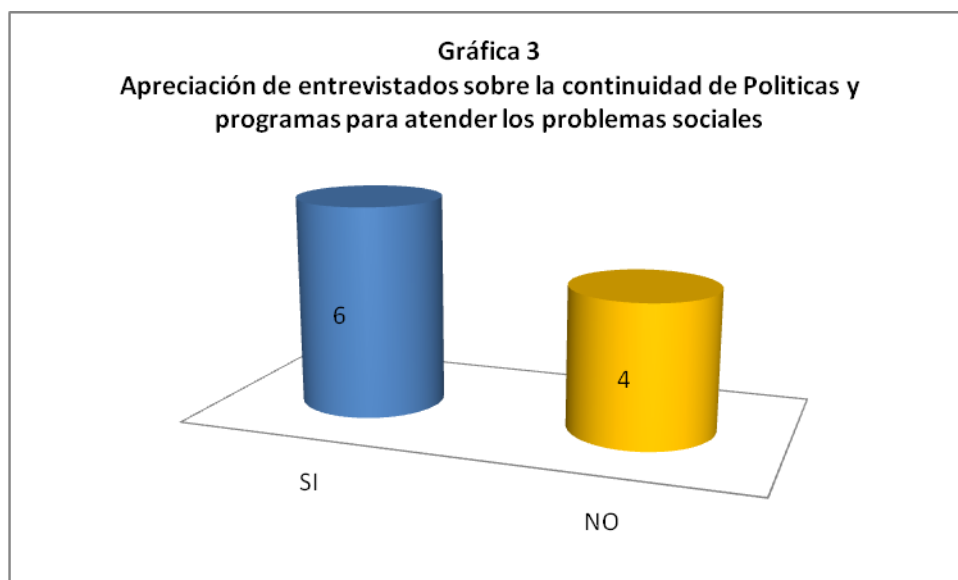 Gráfica 3
Apreciación de entrevistados sobre la continuidad de Politicas y
programas para atender los problemas sociales
6
4
SI
NO